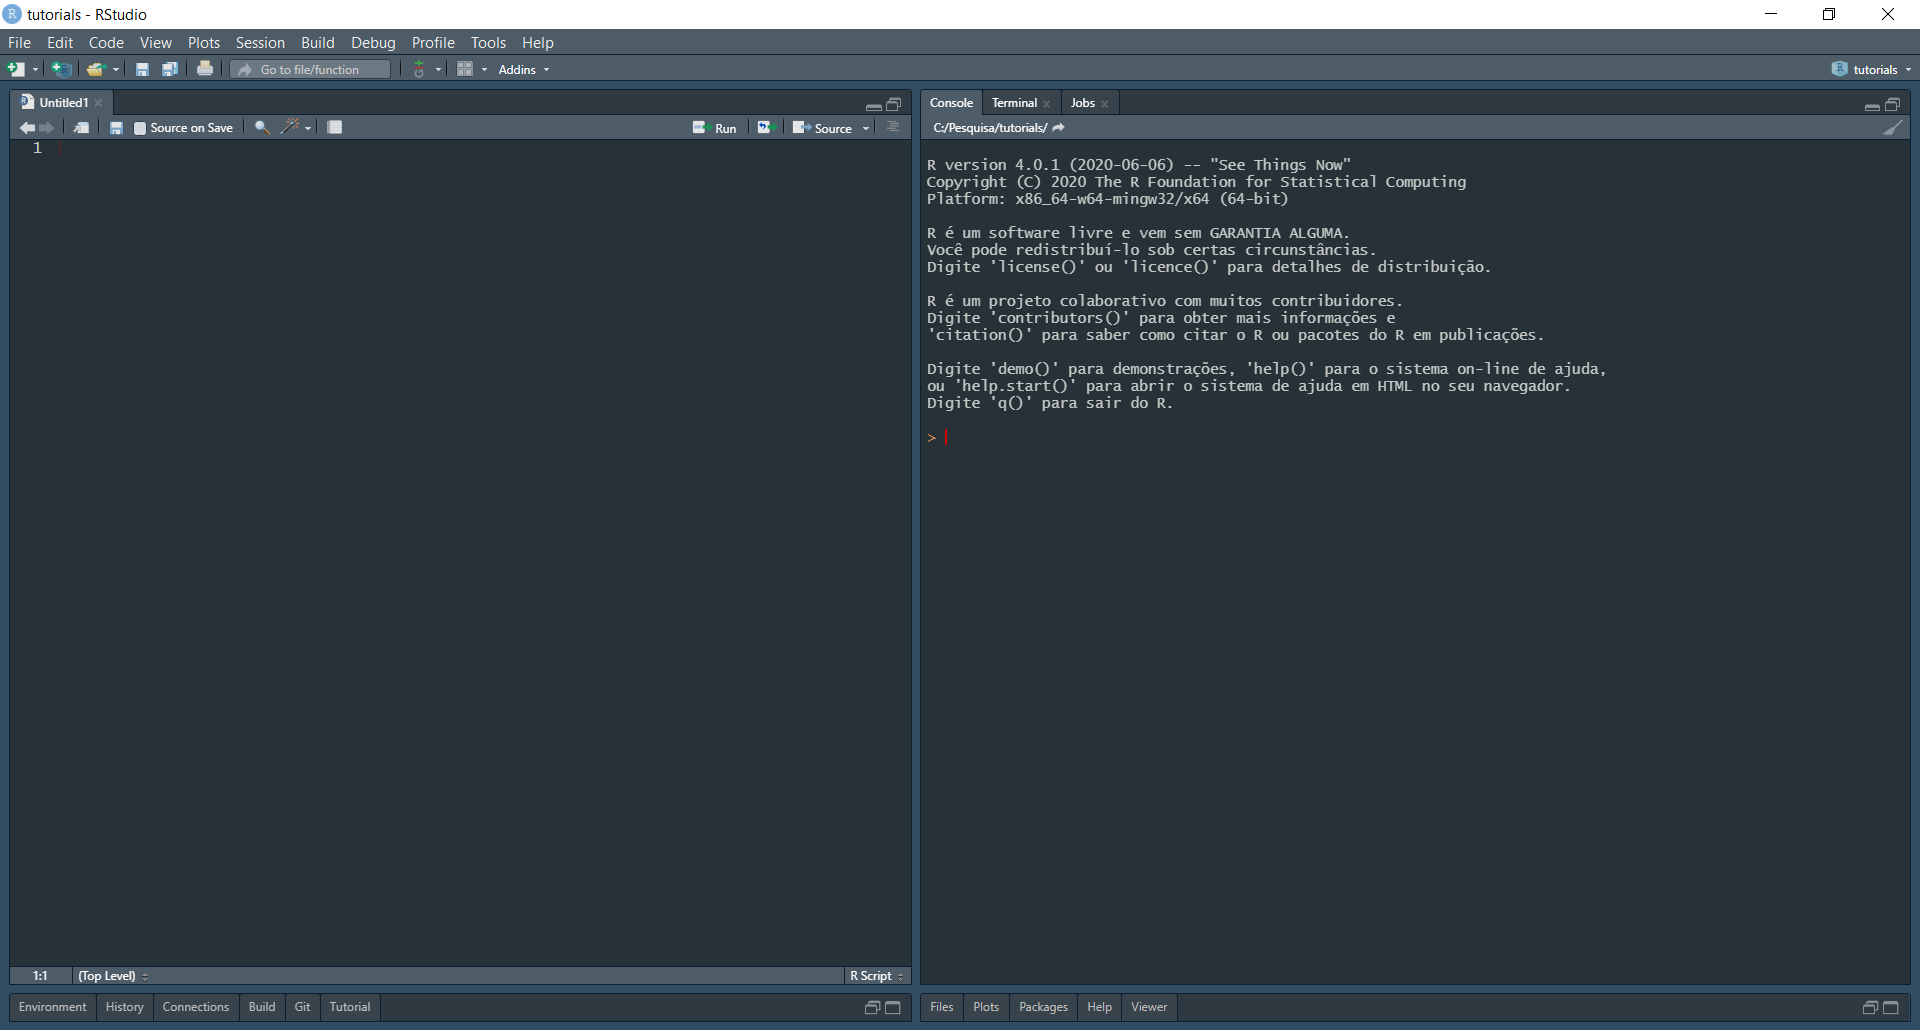 tutorials - RStudio
File Edit Code View Plots Session Build Debug Profile Tools Help
Go to file/function Addins tutorials
Untitled1
Source on Save Run Source
1
1:1 (Top Level) R Script
Environment History Connections Build Git Tutorial
Console Terminal Jobs
C:/Pesquisa/tutorials/
R version 4.0.1 (2020-06-06) -- "See Things Now"
Copyright (C) 2020 The R Foundation for Statistical Computing
Platform: x86_64-w64-mingw32/x64 (64-bit)
R é um software livre e vem sem GARANTIA ALGUMA.
Você pode redistribuí-lo sob certas circunstâncias.
Digite 'license()' ou 'licence()' para detalhes de distribuição.
R é um projeto colaborativo com muitos contribuidores.
Digite 'contributors()' para obter mais informações e
'citation()' para saber como citar o R ou pacotes do R em publicações.
Digite 'demo()' para demonstrações, 'help()' para o sistema on-line de ajuda,
ou 'help.start()' para abrir o sistema de ajuda em HTML no seu navegador.
Digite 'q()' para sair do R.
>
Files Plots Packages Help Viewer